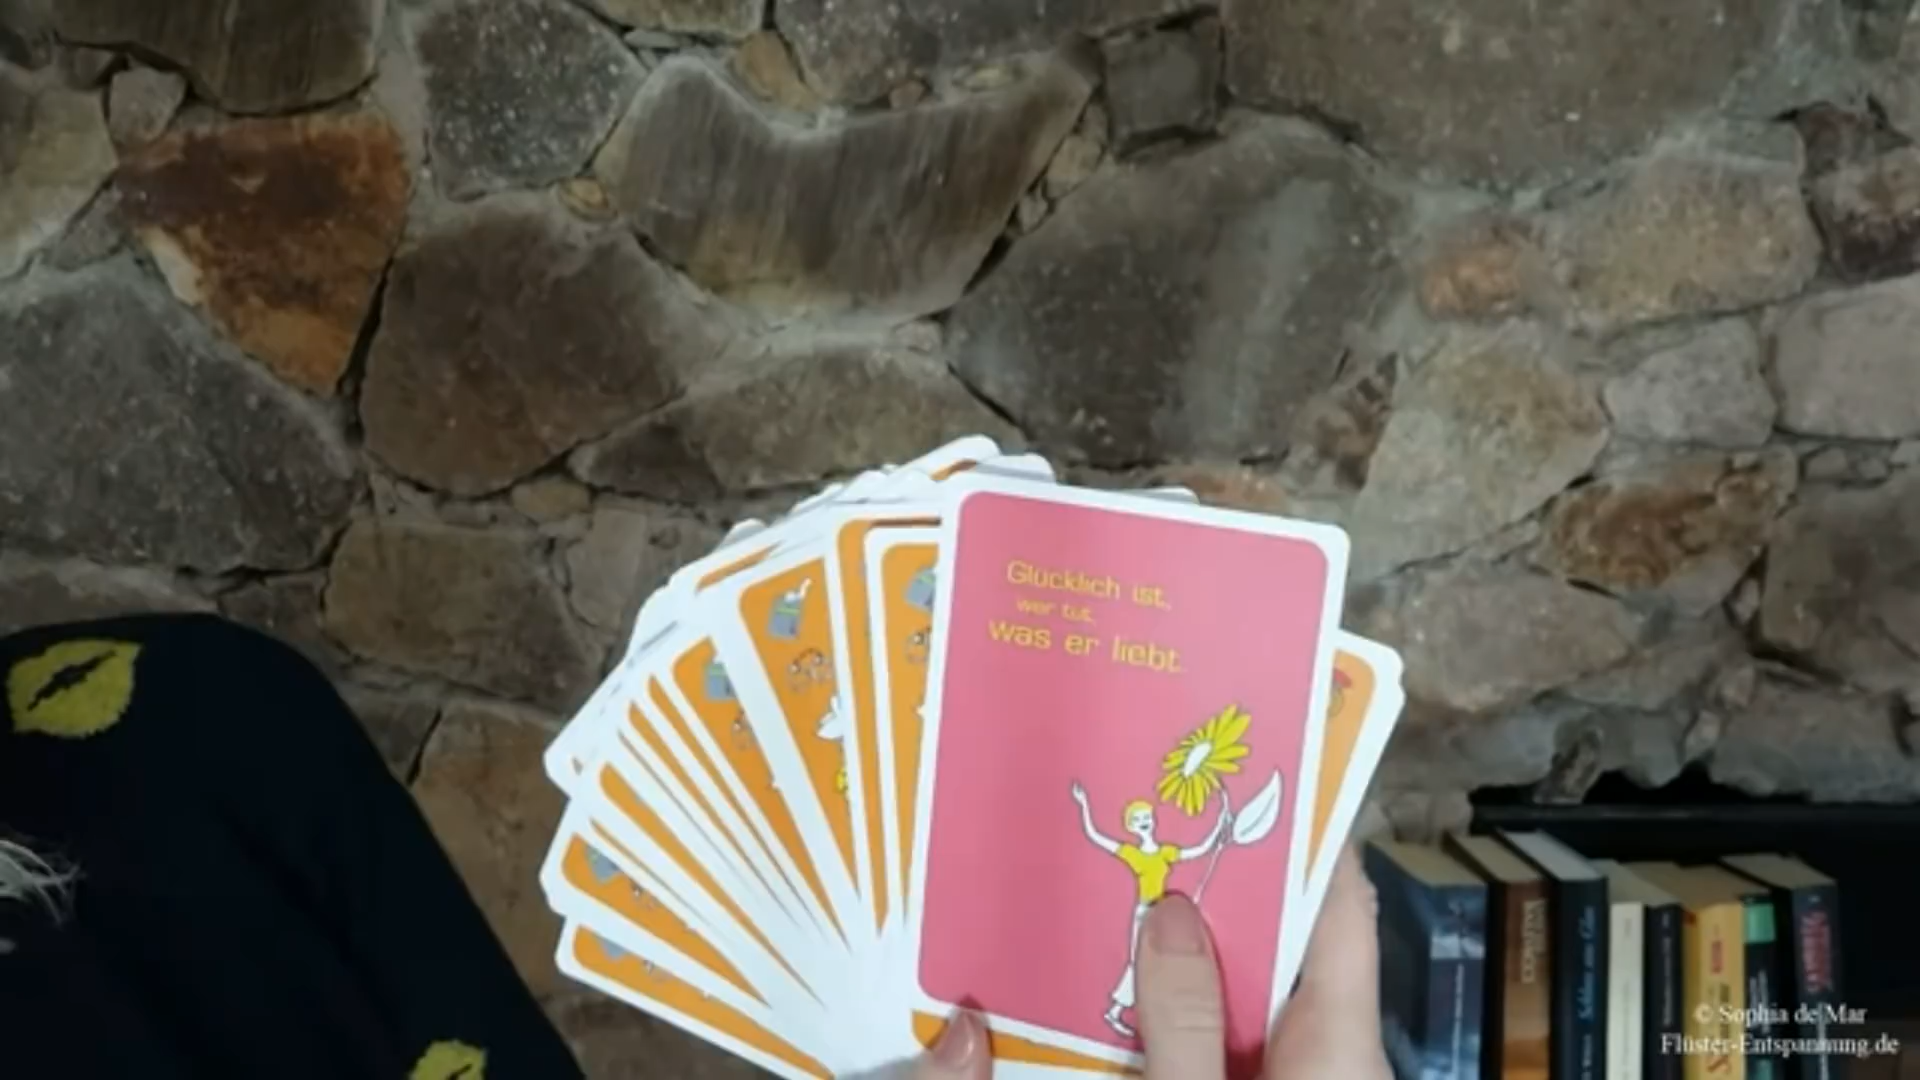 Glücklich ist,
wer tut,
was er liebt.
© Sophia de Mar
Flüster-Entspannung.de